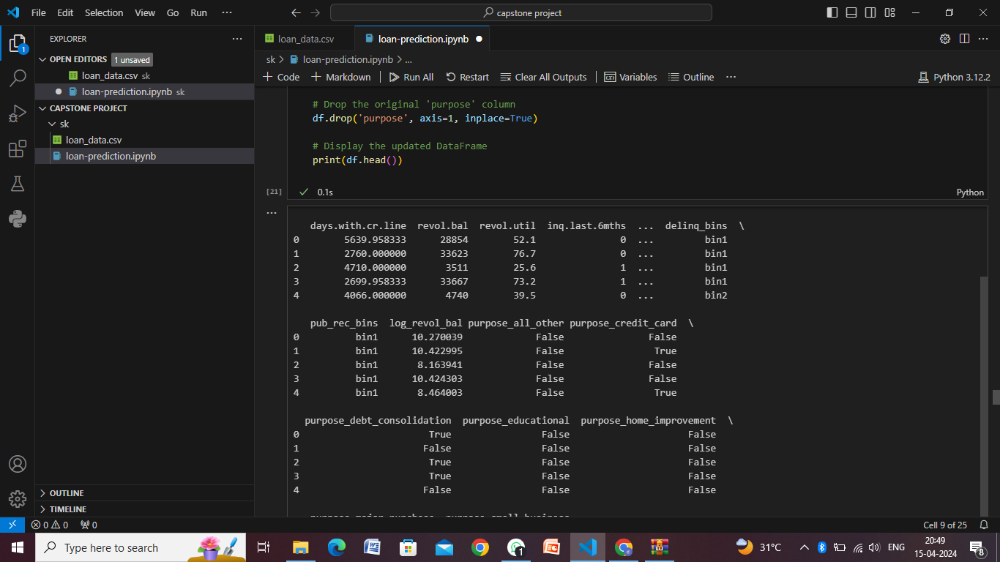 File Edit Selection View Go Run ···
capstone project
EXPLORER ···
OPEN EDITORS 1 unsaved
loan_data.csv sk
loan-prediction.ipynb sk
CAPSTONE PROJECT
sk
loan_data.csv
loan-prediction.ipynb
OUTLINE
TIMELINE
1
loan_data.csv loan-prediction.ipynb
sk > loan-prediction.ipynb > ...
+ Code + Markdown Run All Restart Clear All Outputs Variables Outline ··· Python 3.12.2
# Drop the original 'purpose' column
df.drop('purpose', axis=1, inplace=True)
# Display the updated DataFrame
print(df.head())
[21] ✓ 0.1s Python
...
days.with.cr.line revol.bal revol.util inq.last.6mths ... delinq_bins \
0 5639.958333 28854 52.1 0 ... bin1
1 2760.000000 33623 76.7 0 ... bin1
2 4710.000000 3511 25.6 1 ... bin1
3 2699.958333 33667 73.2 1 ... bin1
4 4066.000000 4740 39.5 0 ... bin2
pub_rec_bins log_revol_bal purpose_all_other purpose_credit_card \
0 bin1 10.270039 False False
1 bin1 10.422995 False True
2 bin1 8.163941 False False
3 bin1 10.424303 False False
4 bin1 8.464003 False True
purpose_debt_consolidation purpose_educational purpose_home_improvement \
0 True False False
1 False False False
2 True False False
3 True False False
4 False False False
0 0 0 Cell 9 of 25
Type here to search
1
31°C ENG 20:49
15-04-2024
8